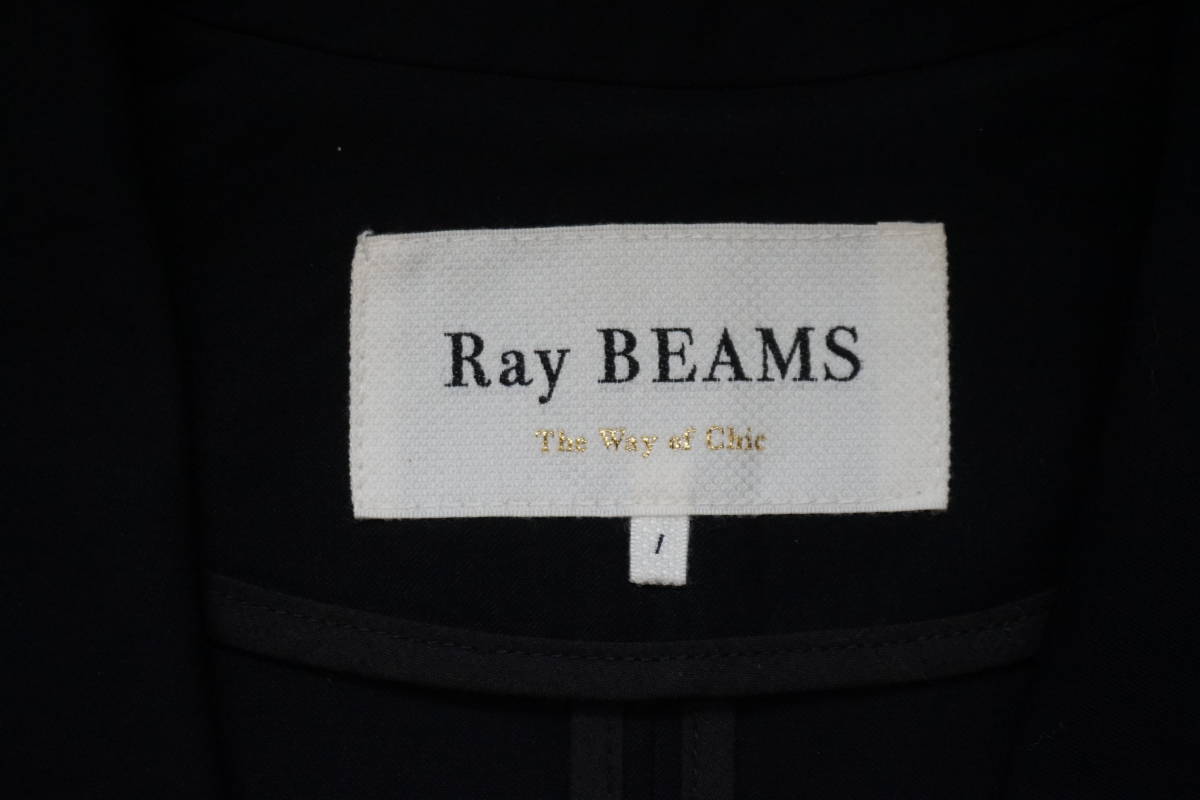 Ray BEAMS
The Way of Chic
1